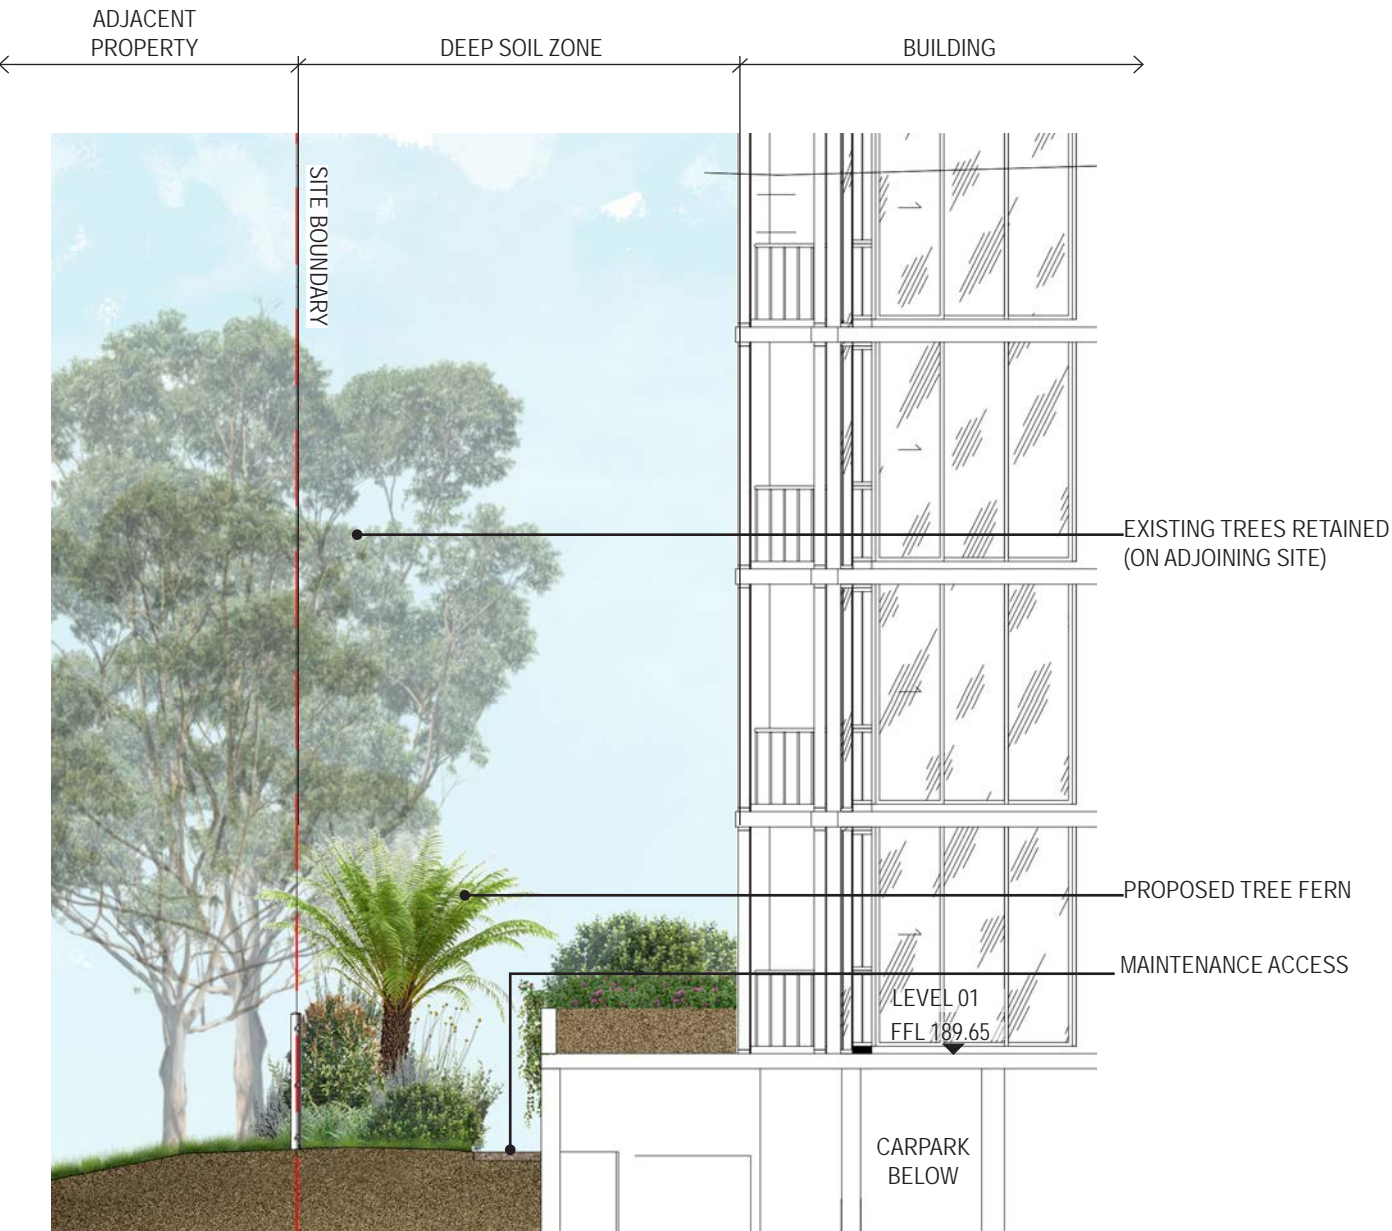 ADJACENT
PROPERTY
DEEP SOIL ZONE
BUILDING
SITE BOUNDARY
EXISTING TREES RETAINED
(ON ADJOINING SITE)
PROPOSED TREE FERN
MAINTENANCE ACCESS
LEVEL 01
FFL 189.65
CARPARK
BELOW